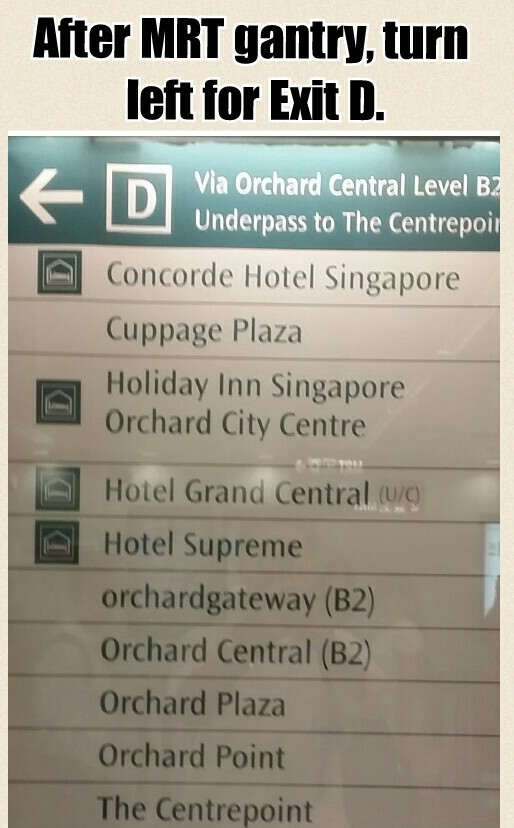 After MRT gantry, turn
left for Exit D.
D
Via Orchard Central Level B2
Underpass to The Centrepoin
Concorde Hotel Singapore
Cuppage Plaza
Holiday Inn Singapore
Orchard City Centre
Hotel Grand Central (U/C)
Hotel Supreme
orchardgateway (B2)
Orchard Central (B2)
Orchard Plaza
Orchard Point
The Centrepoint